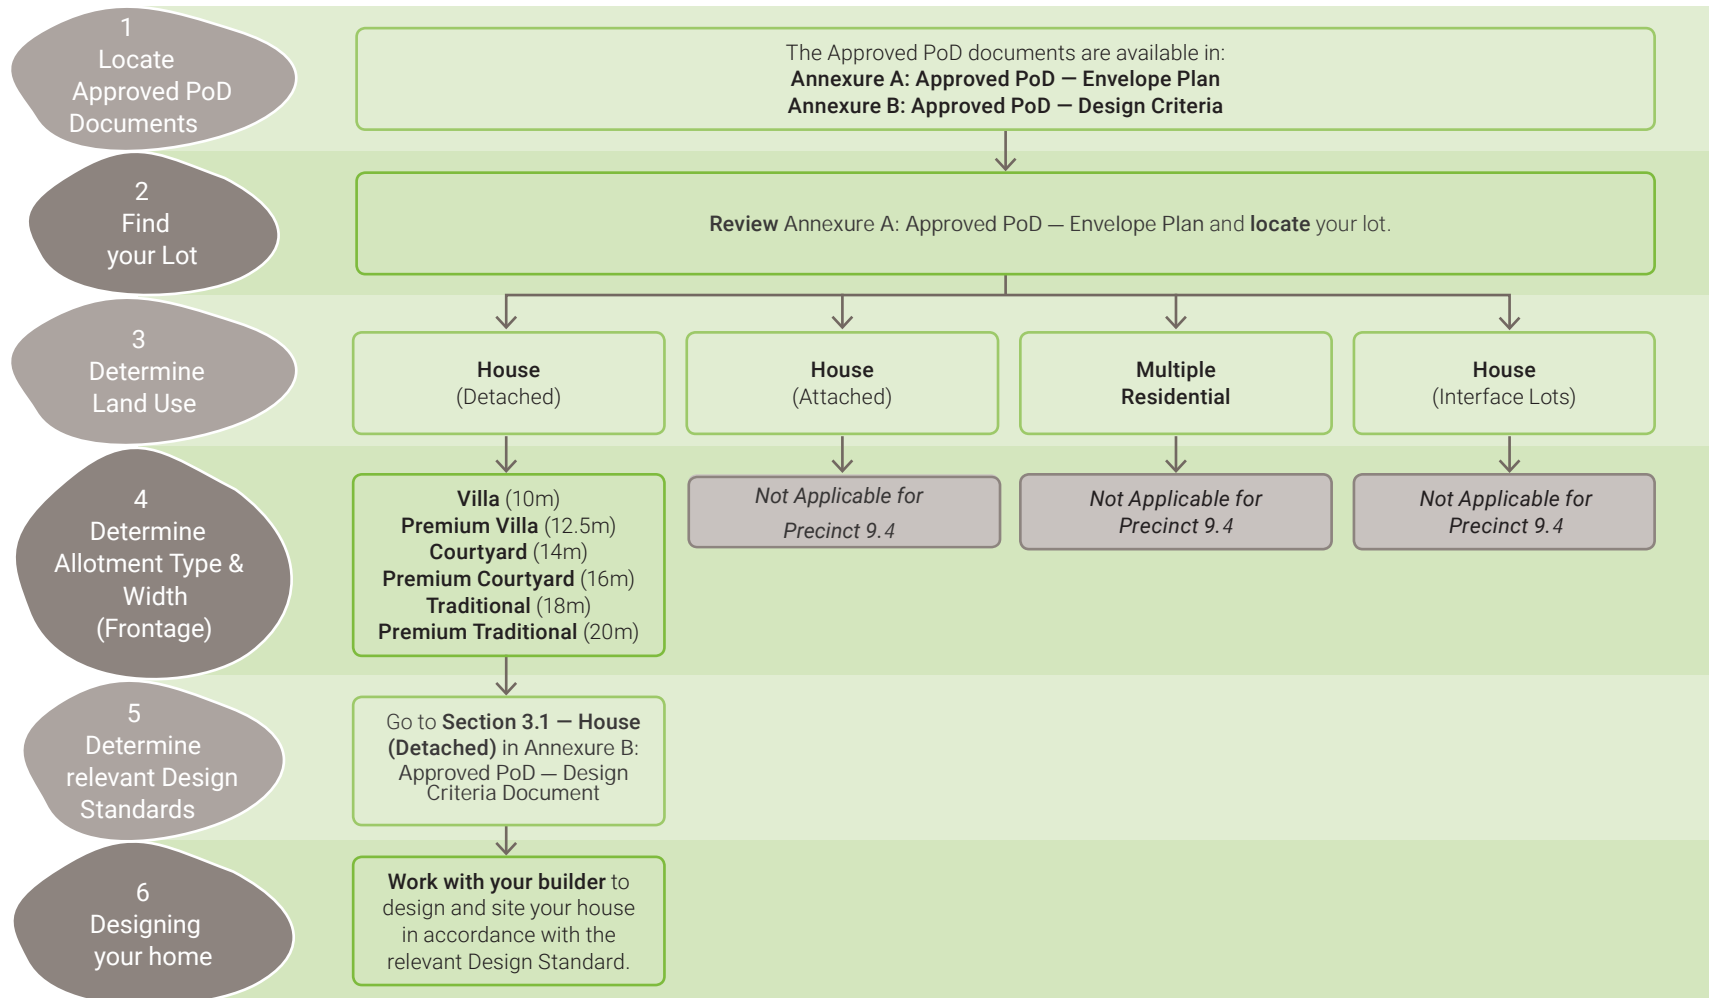 1
Locate
Approved PoD
Documents
The Approved PoD documents are available in:
Annexure A: Approved PoD — Envelope Plan
Annexure B: Approved PoD — Design Criteria
2
Find
your Lot
Review Annexure A: Approved PoD — Envelope Plan and locate your lot.
3
Determine
Land Use
House
(Detached)
House
(Attached)
Multiple
Residential
House
(Interface Lots)
4
Determine
Allotment Type &
Width
(Frontage)
Villa (10m)
Premium Villa (12.5m)
Courtyard (14m)
Premium Courtyard (16m)
Traditional (18m)
Premium Traditional (20m)
Not Applicable for
Precinct 9.4
Not Applicable for
Precinct 9.4
Not Applicable for
Precinct 9.4
5
Determine
relevant Design
Standards
Go to Section 3.1 — House
(Detached) in Annexure B:
Approved PoD — Design
Criteria Document
6
Designing
your home
Work with your builder to
design and site your house
in accordance with the
relevant Design Standard.